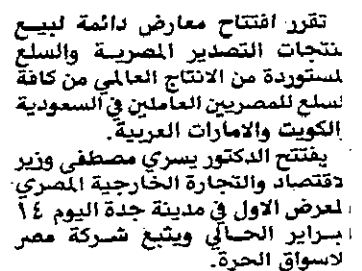 تقرر افتتاح معارض دائمة لبيع
منتجات التصدير المصرية والسلع
المستوردة من الانتاج العالمي من كافة
السلع للمصريين العاملين في السعودية
والكويت والامارات العربية.
يفتتح الدكتور يسري مصطفى وزير
الاقتصاد والتجارة الخارجية المصري
المعرض الاول في مدينة جدة اليوم ١٤
فبراير الحالي ويتبع شركة مصر
للاسواق الحرة.